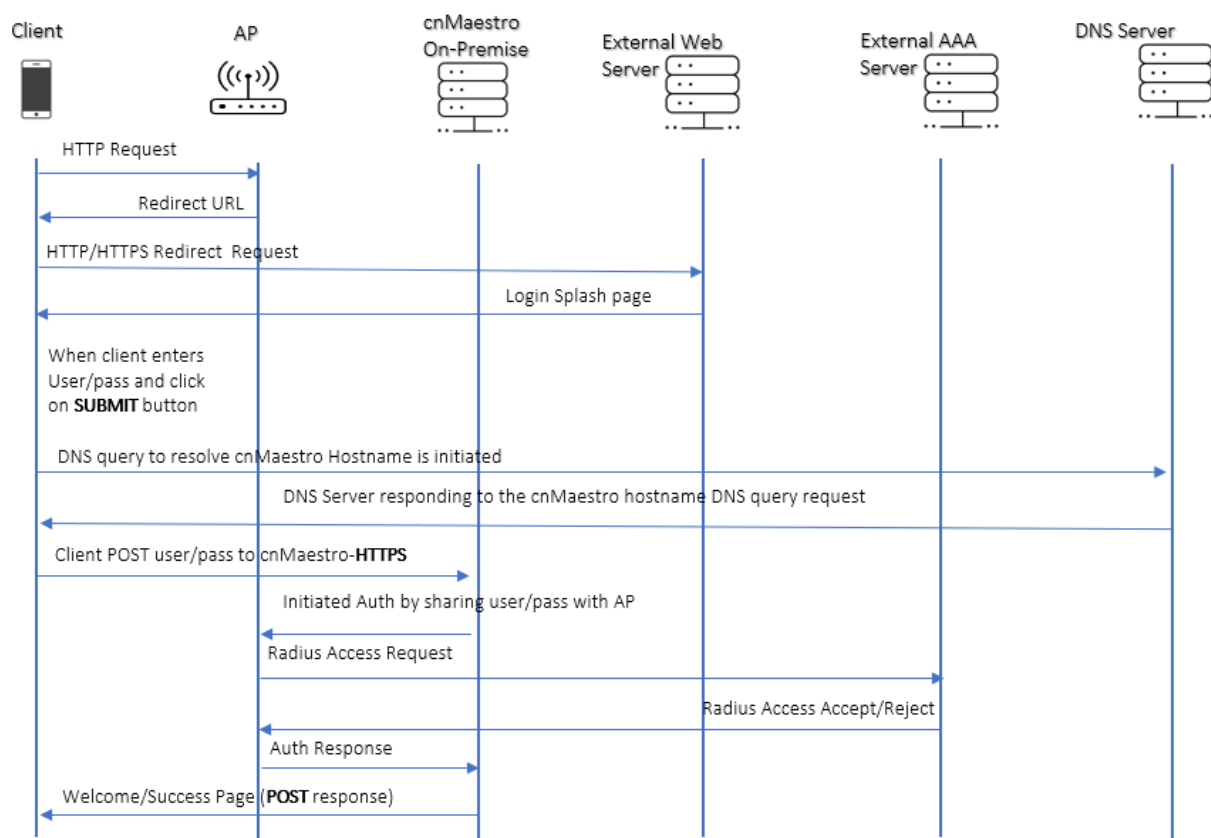 Client
AP
cnMaestro
On-Premise
External Web
Server
External AAA
Server
DNS Server
HTTP Request
Redirect URL
HTTP/HTTPS Redirect Request
Login Splash page
When client enters
User/pass and click
on SUBMIT button
DNS query to resolve cnMaestro Hostname is initiated
DNS Server responding to the cnMaestro hostname DNS query request
Client POST user/pass to cnMaestro-HTTPS
Initiated Auth by sharing user/pass with AP
Radius Access Request
Radius Access Accept/Reject
Auth Response
Welcome/Success Page (POST response)